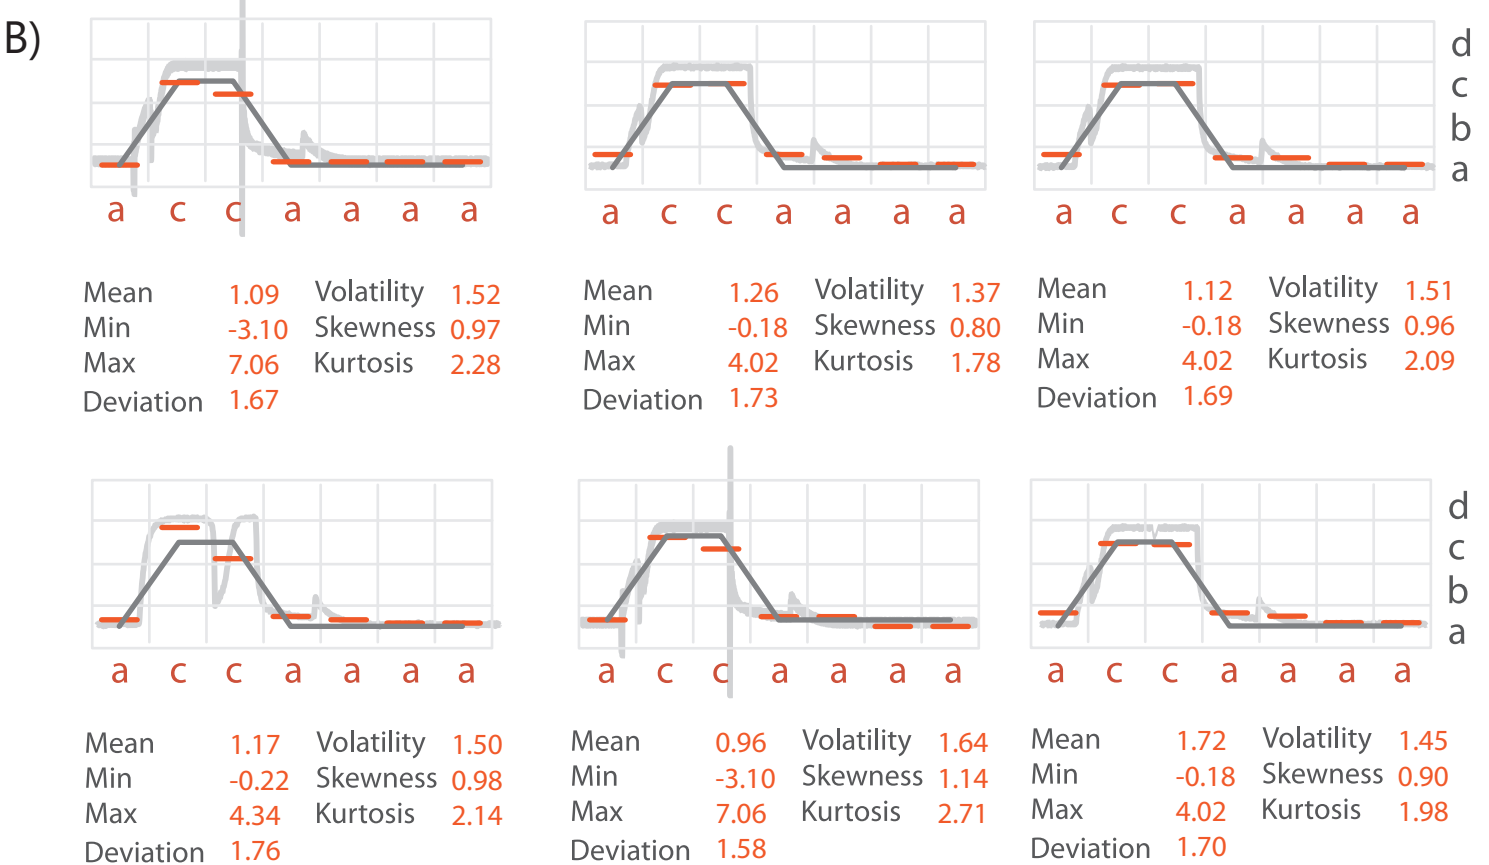 B)
d
c
b
a
a c c a a a a
a c c a a a a
a c c a a a a
Mean 1.09 Volatility 1.52
Min -3.10 Skewness 0.97
Max 7.06 Kurtosis 2.28
Deviation 1.67
Mean 1.26 Volatility 1.37
Min -0.18 Skewness 0.80
Max 4.02 Kurtosis 1.78
Deviation 1.73
Mean 1.12 Volatility 1.51
Min -0.18 Skewness 0.96
Max 4.02 Kurtosis 2.09
Deviation 1.69
d
c
b
a
a c c a a a a
a c c a a a a
a c c a a a a
Mean 1.17 Volatility 1.50
Min -0.22 Skewness 0.98
Max 4.34 Kurtosis 2.14
Deviation 1.76
Mean 0.96 Volatility 1.64
Min -3.10 Skewness 1.14
Max 7.06 Kurtosis 2.71
Deviation 1.58
Mean 1.72 Volatility 1.45
Min -0.18 Skewness 0.90
Max 4.02 Kurtosis 1.98
Deviation 1.70